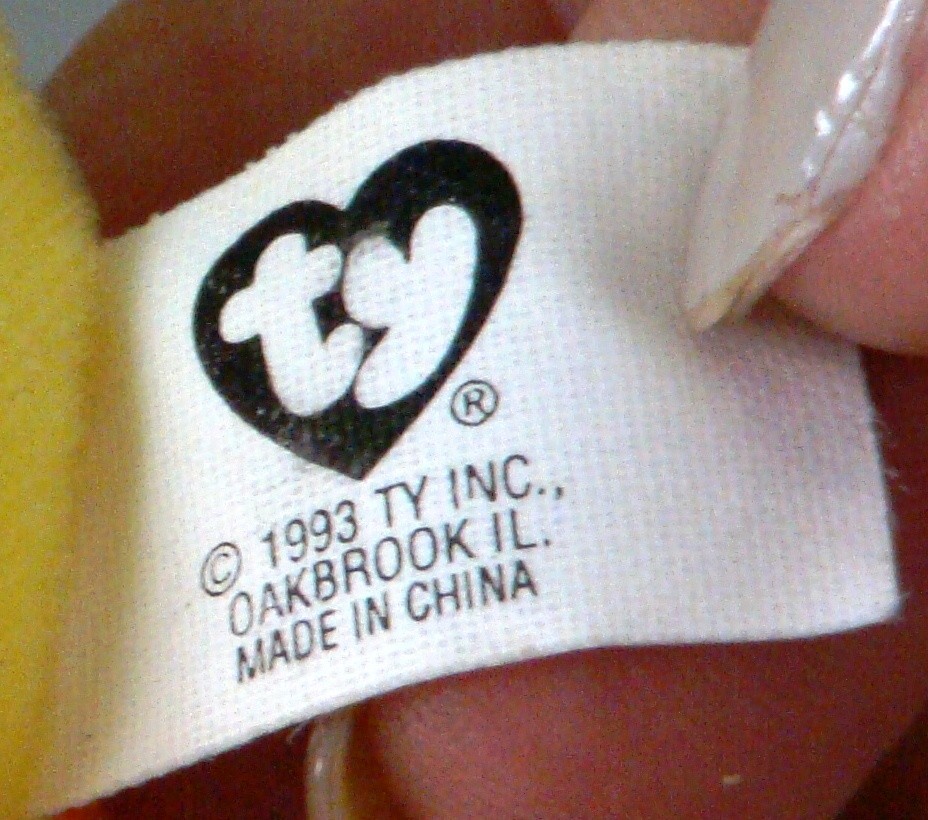 ty ®
© 1993 TY INC.,
OAKBROOK IL.
MADE IN CHINA